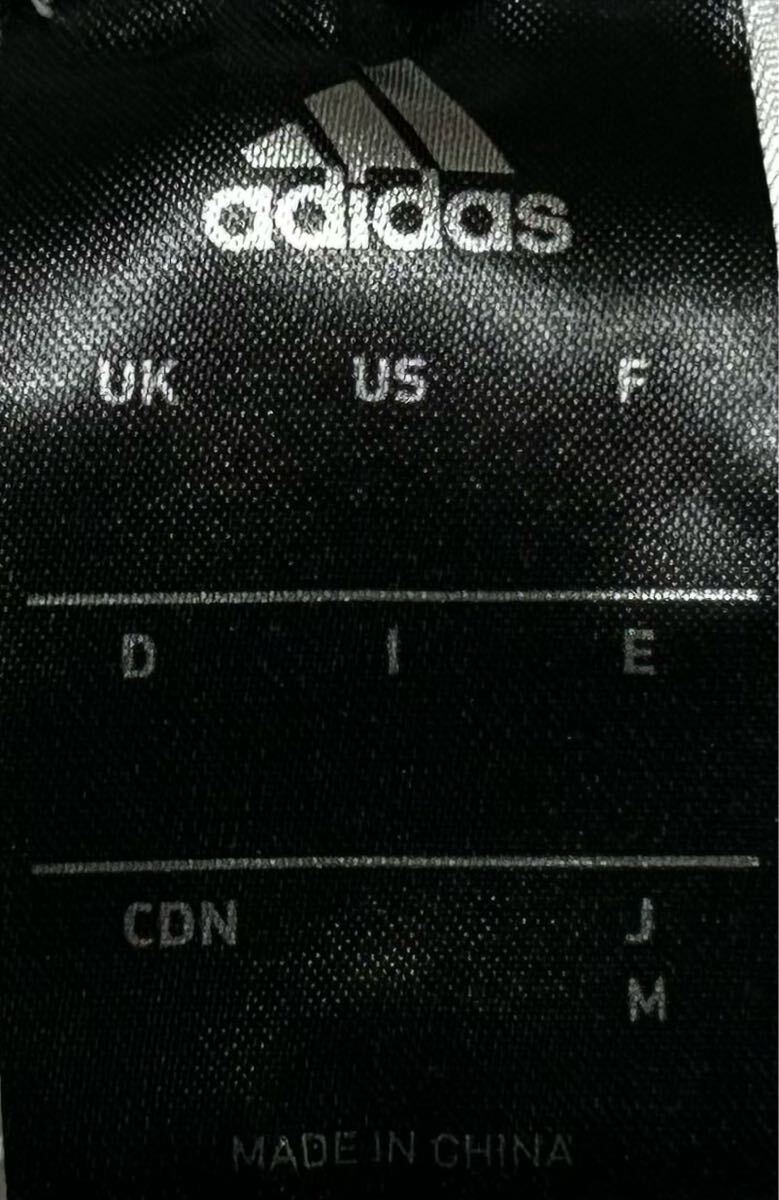 adidas
UK US F
D I E
CDN J
M
MADE IN CHINA